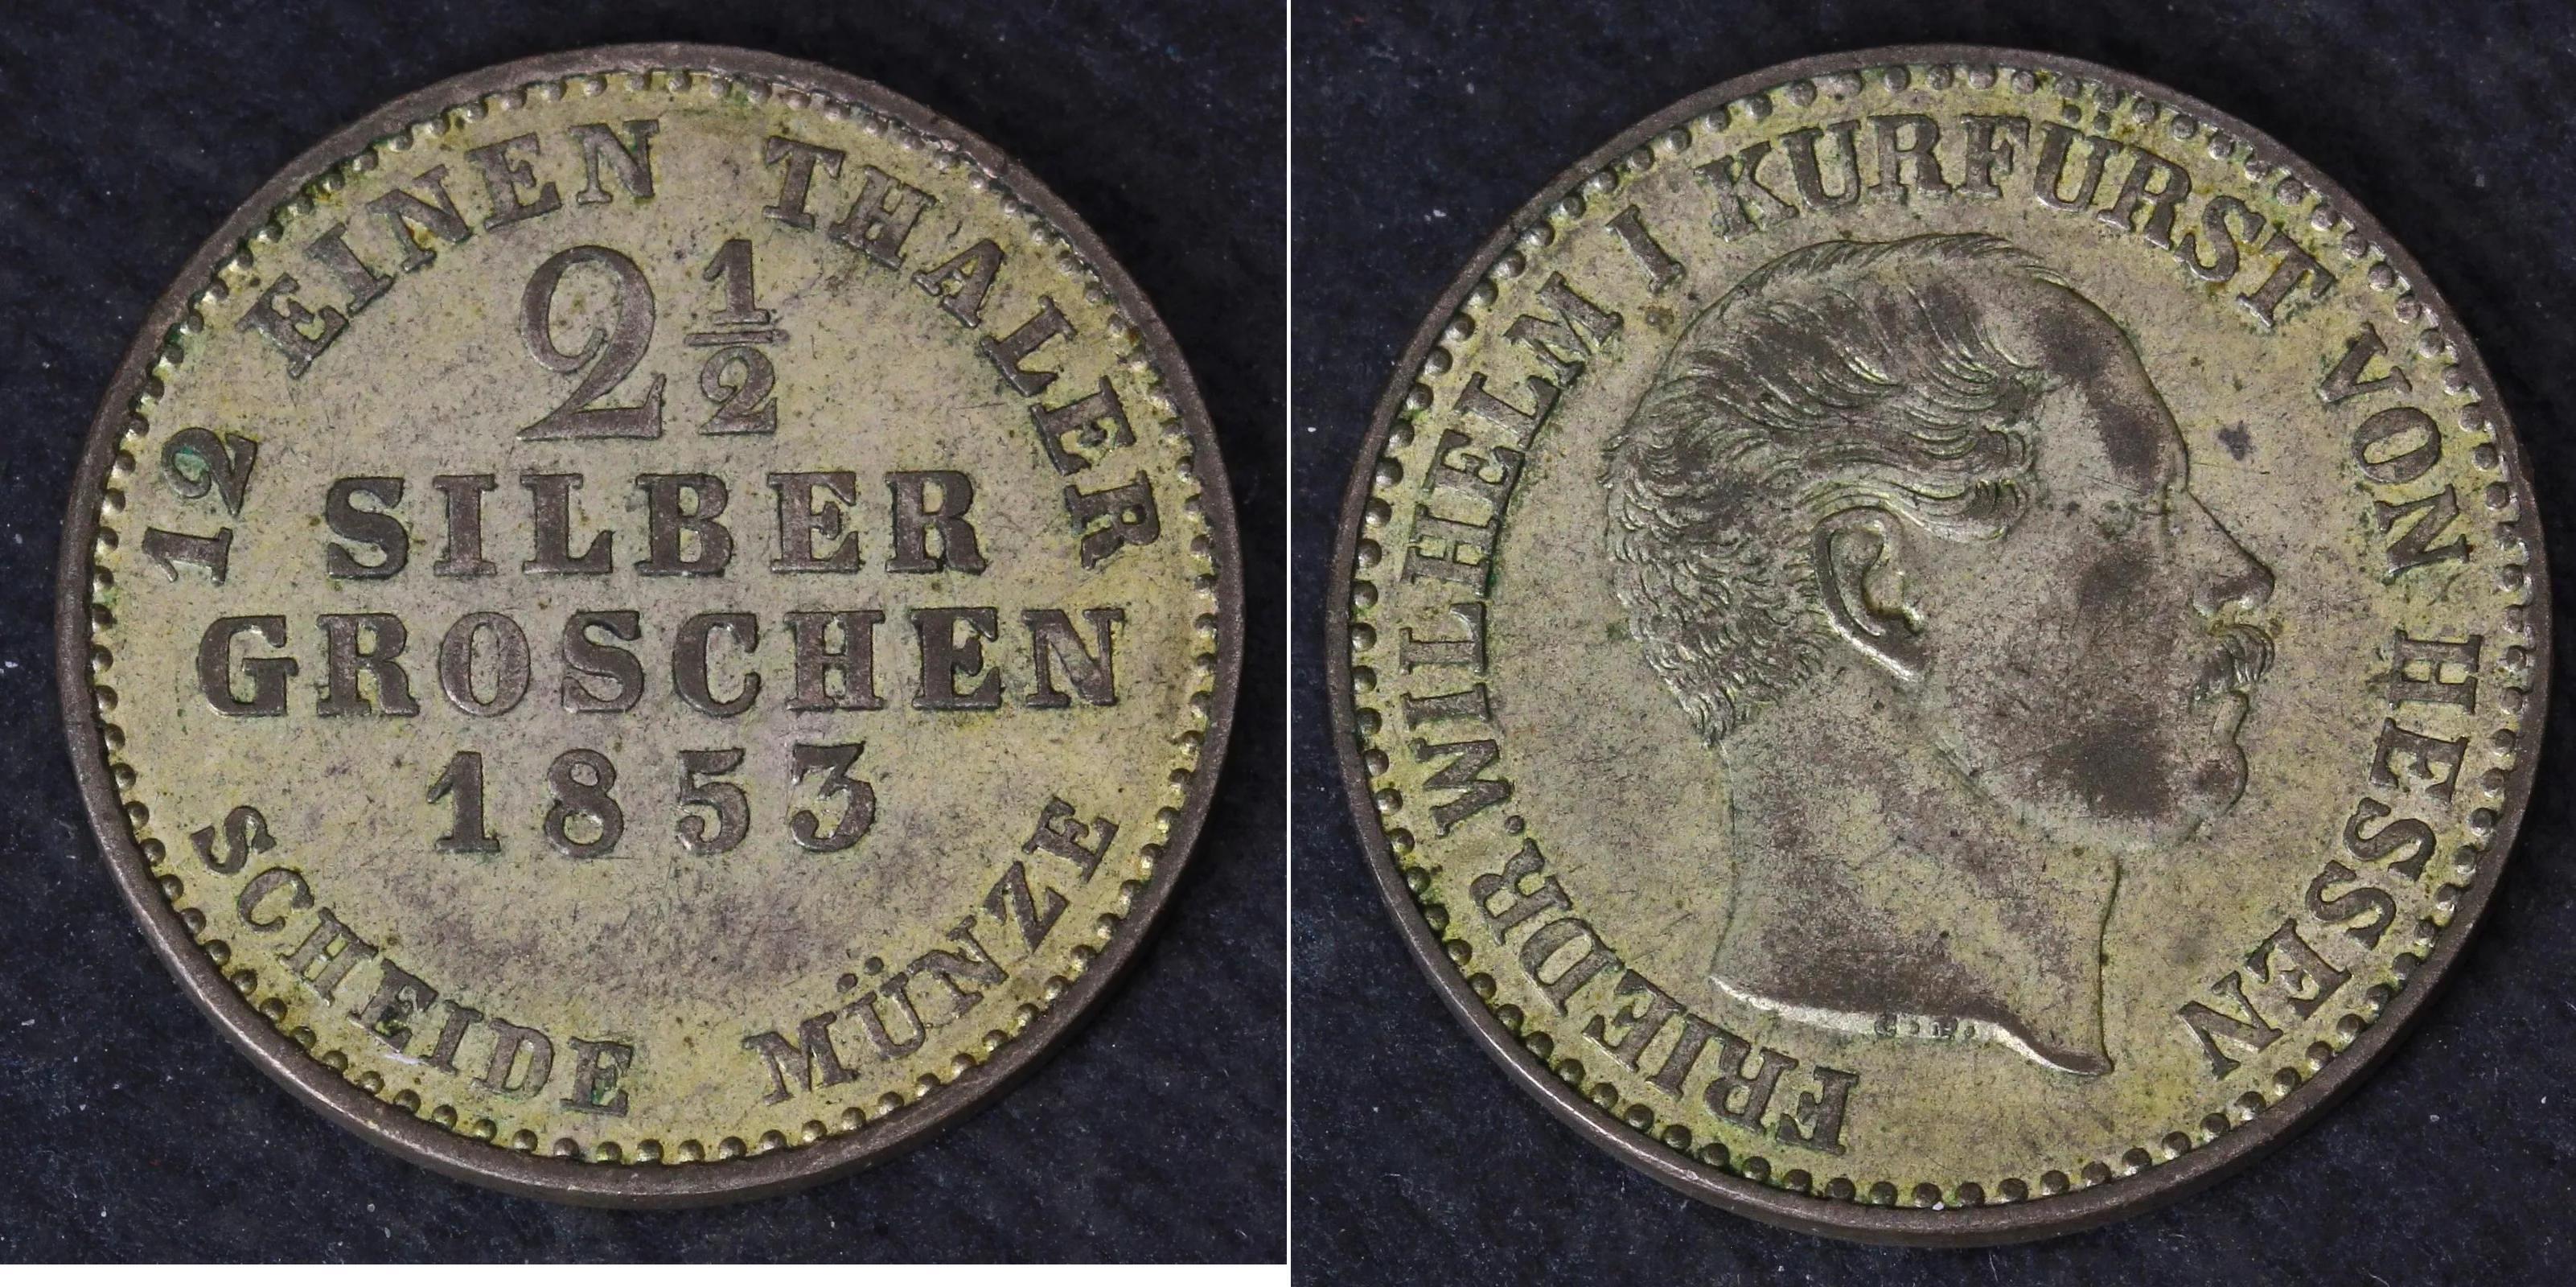 12 EINEN THALER
2 1/2
SILBER
GROSCHEN
1853
SCHEIDE MÜNZE
FRIEDR. WILHELM I KURFÜRST VON HESSEN